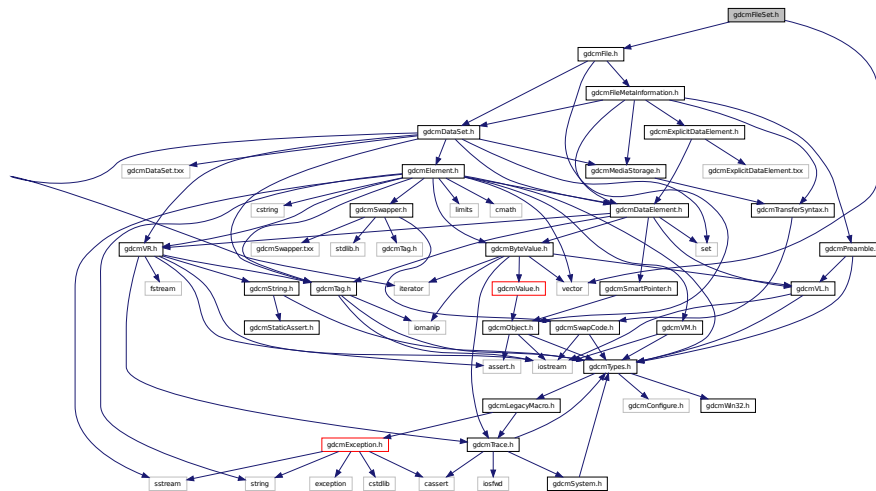 gdcmFileSet.h
gdcmFile.h
gdcmFileMetaInformation.h
gdcmDataSet.h
gdcmExplicitDataElement.h
gdcmDataSet.txx
gdcmElement.h
gdcmMediaStorage.h
gdcmExplicitDataElement.txx
cstring
gdcmSwapper.h
limits
cmath
gdcmDataElement.h
gdcmTransferSyntax.h
gdcmVR.h
gdcmSwapper.txx
stdlib.h
gdcmTag.h
gdcmByteValue.h
set
gdcmPreamble.
fstream
gdcmString.h
gdcmTag.h
iterator
gdcmValue.h
vector
gdcmSmartPointer.h
gdcmVL.h
gdcmStaticAssert.h
iomanip
gdcmObject.h
gdcmSwapCode.h
gdcmVM.h
assert.h
iostream
gdcmTypes.h
gdcmLegacyMacro.h
gdcmConfigure.h
gdcmWin32.h
gdcmException.h
gdcmTrace.h
sstream
string
exception
cstdlib
cassert
iosfwd
gdcmSystem.h